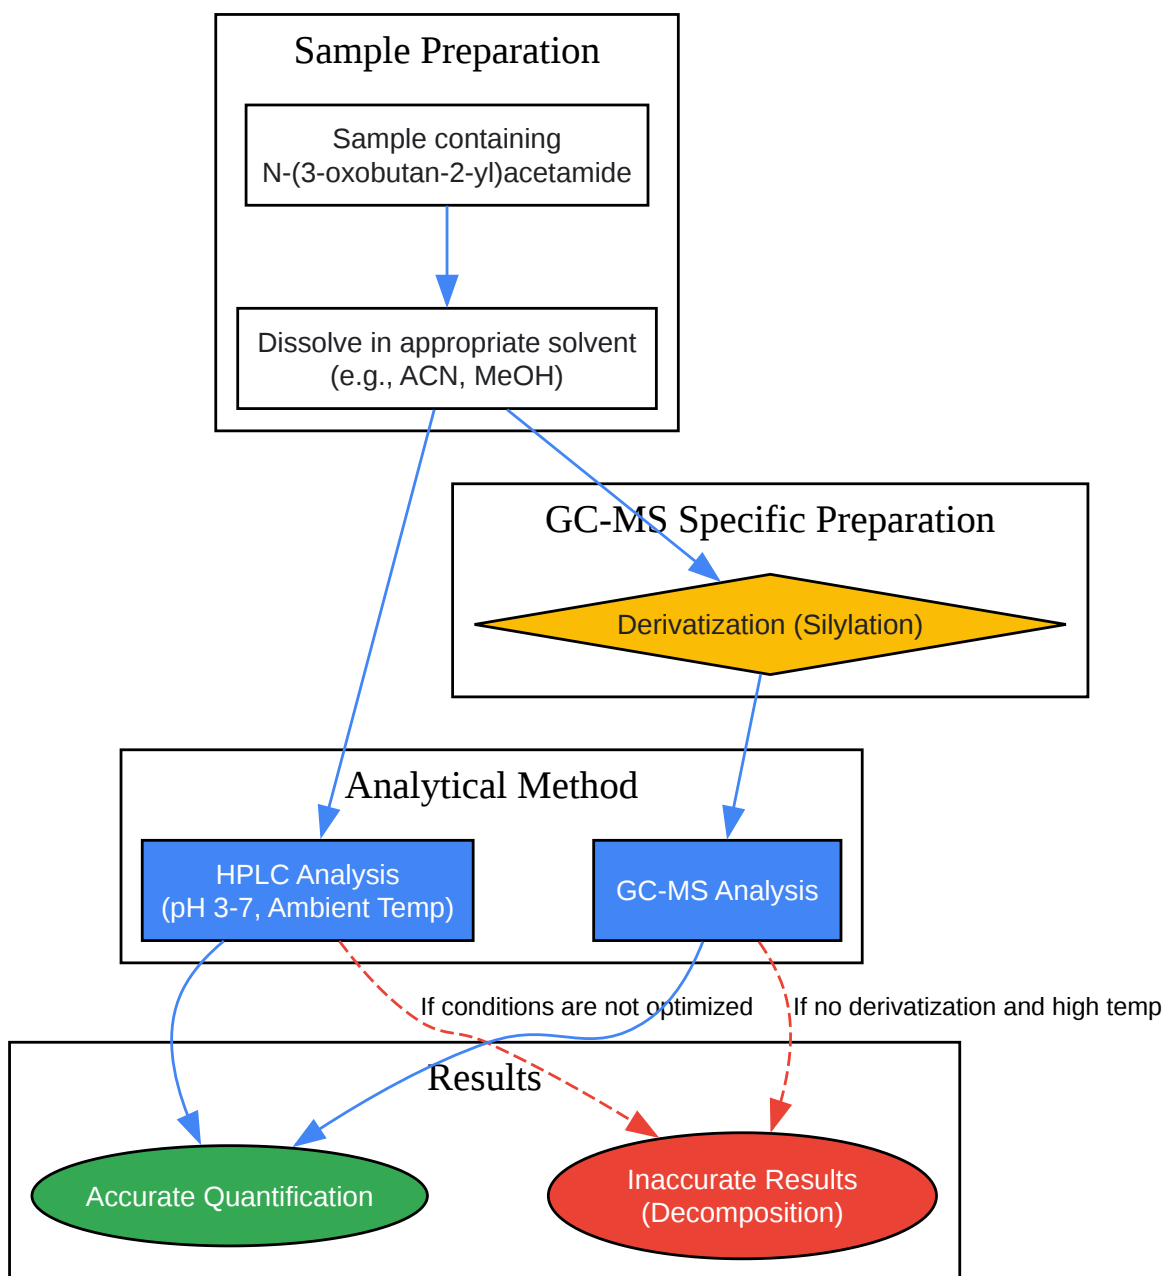 Sample Preparation
Sample containing
N-(3-oxobutan-2-yl)acetamide
Dissolve in appropriate solvent
(e.g., ACN, MeOH)
GC-MS Specific Preparation
Derivatization (Silylation)
Analytical Method
HPLC Analysis
(pH 3-7, Ambient Temp)
GC-MS Analysis
If conditions are not optimized
If no derivatization and high temp
Results
Accurate Quantification
Inaccurate Results
(Decomposition)